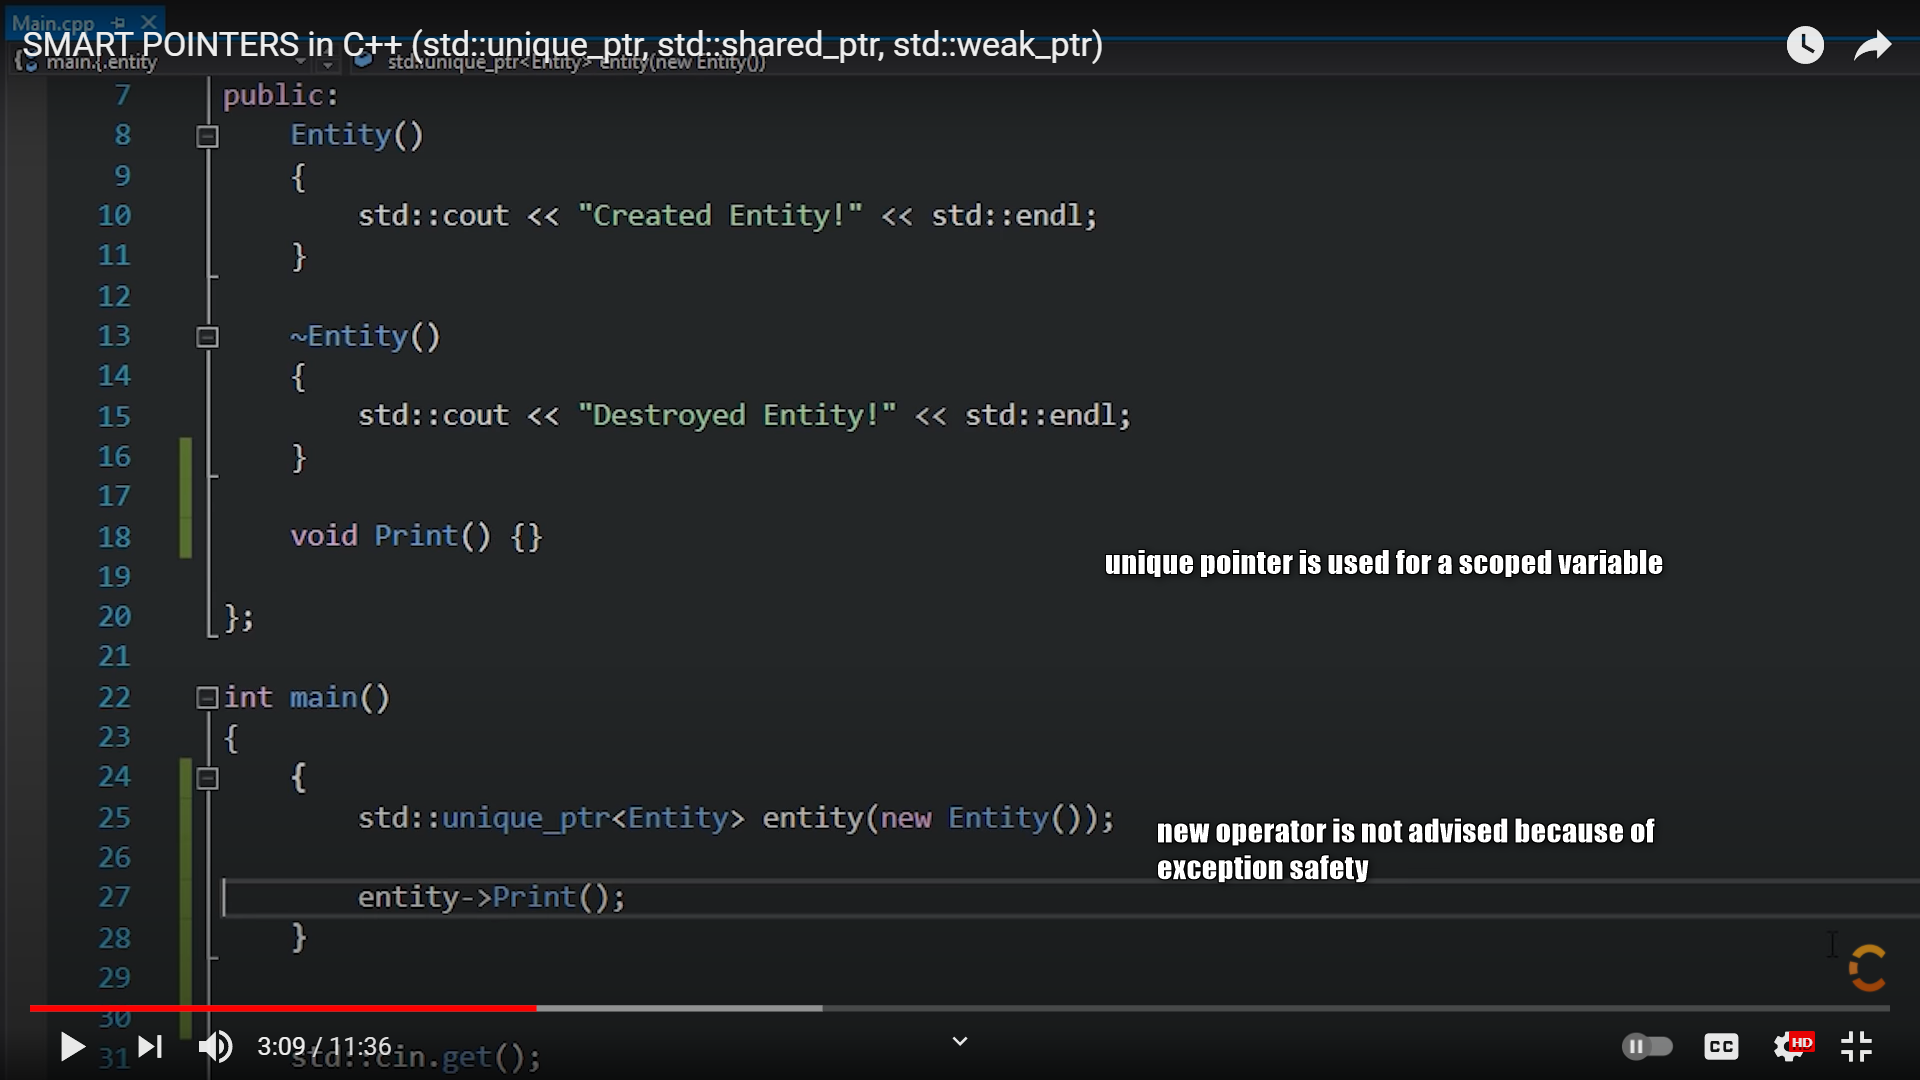 Main.cpp
SMART POINTERS in C++ (std::unique_ptr, std::shared_ptr, std::weak_ptr)
main.{.entity
std::unique_ptr<Entity> entity(new Entity())
7 public:
8 Entity()
9 {
10 std::cout << "Created Entity!" << std::endl;
11 }
12
13 ~Entity()
14 {
15 std::cout << "Destroyed Entity!" << std::endl;
16 }
17
18 void Print() {}
unique pointer is used for a scoped variable
19
20 };
21
22 int main()
23 {
24 {
25 std::unique_ptr<Entity> entity(new Entity());
new operator is not advised because of
exception safety
26
27 entity->Print();
28 }
29
30
31 std::cin.get();
3:09 / 11:36
CC
HD